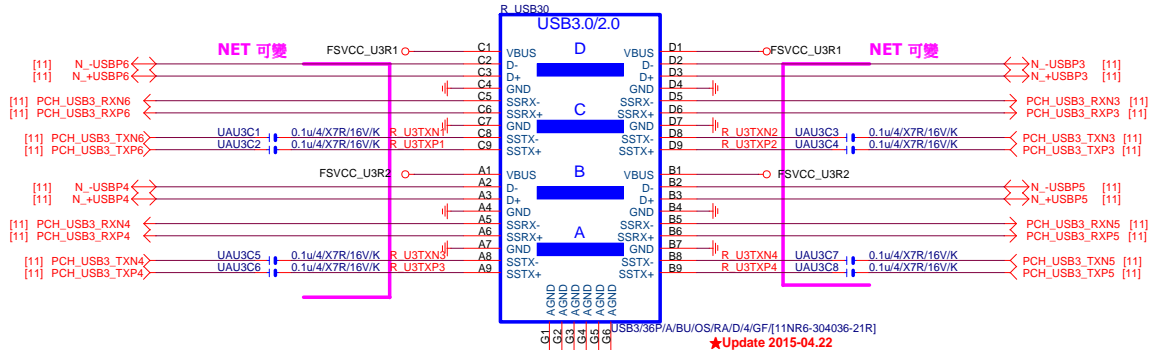 R_USB30
USB3.0/2.0
NET 可變
NET 可變
FSVCC_U3R1 C1 VBUS D VBUS D1 FSVCC_U3R1
[11] N_-USBP6 C2 D- D- D2 N_-USBP3 [11]
[11] N_+USBP6 C3 D+ D+ D3 N_+USBP3 [11]
C4 GND GND D4
[11] PCH_USB3_RXN6 C5 SSRX- SSRX- D5 PCH_USB3_RXN3 [11]
[11] PCH_USB3_RXP6 C6 SSRX+ C SSRX+ D6 PCH_USB3_RXP3 [11]
C7 GND GND D7
[11] PCH_USB3_TXN6 UAU3C1 0.1u/4/X7R/16V/K R_U3TXN1 C8 SSTX- SSTX- D8 R_U3TXN2 UAU3C3 0.1u/4/X7R/16V/K PCH_USB3_TXN3 [11]
[11] PCH_USB3_TXP6 UAU3C2 0.1u/4/X7R/16V/K R_U3TXP1 C9 SSTX+ SSTX+ D9 R_U3TXP2 UAU3C4 0.1u/4/X7R/16V/K PCH_USB3_TXP3 [11]
FSVCC_U3R2 A1 VBUS B VBUS B1 FSVCC_U3R2
[11] N_-USBP4 A2 D- D- B2 N_-USBP5 [11]
[11] N_+USBP4 A3 D+ D+ B3 N_+USBP5 [11]
A4 GND GND B4
[11] PCH_USB3_RXN4 A5 SSRX- SSRX- B5 PCH_USB3_RXN5 [11]
[11] PCH_USB3_RXP4 A6 SSRX+ A SSRX+ B6 PCH_USB3_RXP5 [11]
A7 GND GND B7
[11] PCH_USB3_TXN4 UAU3C5 0.1u/4/X7R/16V/K R_U3TXN3 A8 SSTX- SSTX- B8 R_U3TXN4 UAU3C7 0.1u/4/X7R/16V/K PCH_USB3_TXN5 [11]
[11] PCH_USB3_TXP4 UAU3C6 0.1u/4/X7R/16V/K R_U3TXP3 A9 SSTX+ SSTX+ B9 R_U3TXP4 UAU3C8 0.1u/4/X7R/16V/K PCH_USB3_TXP5 [11]
AGND AGND AGND AGND AGND AGND
G1 G2 G3 G4 G5 G6
USB3/36P/A/BU/OS/RA/D/4/GF/[11NR6-304036-21R]
★Update 2015-04.22